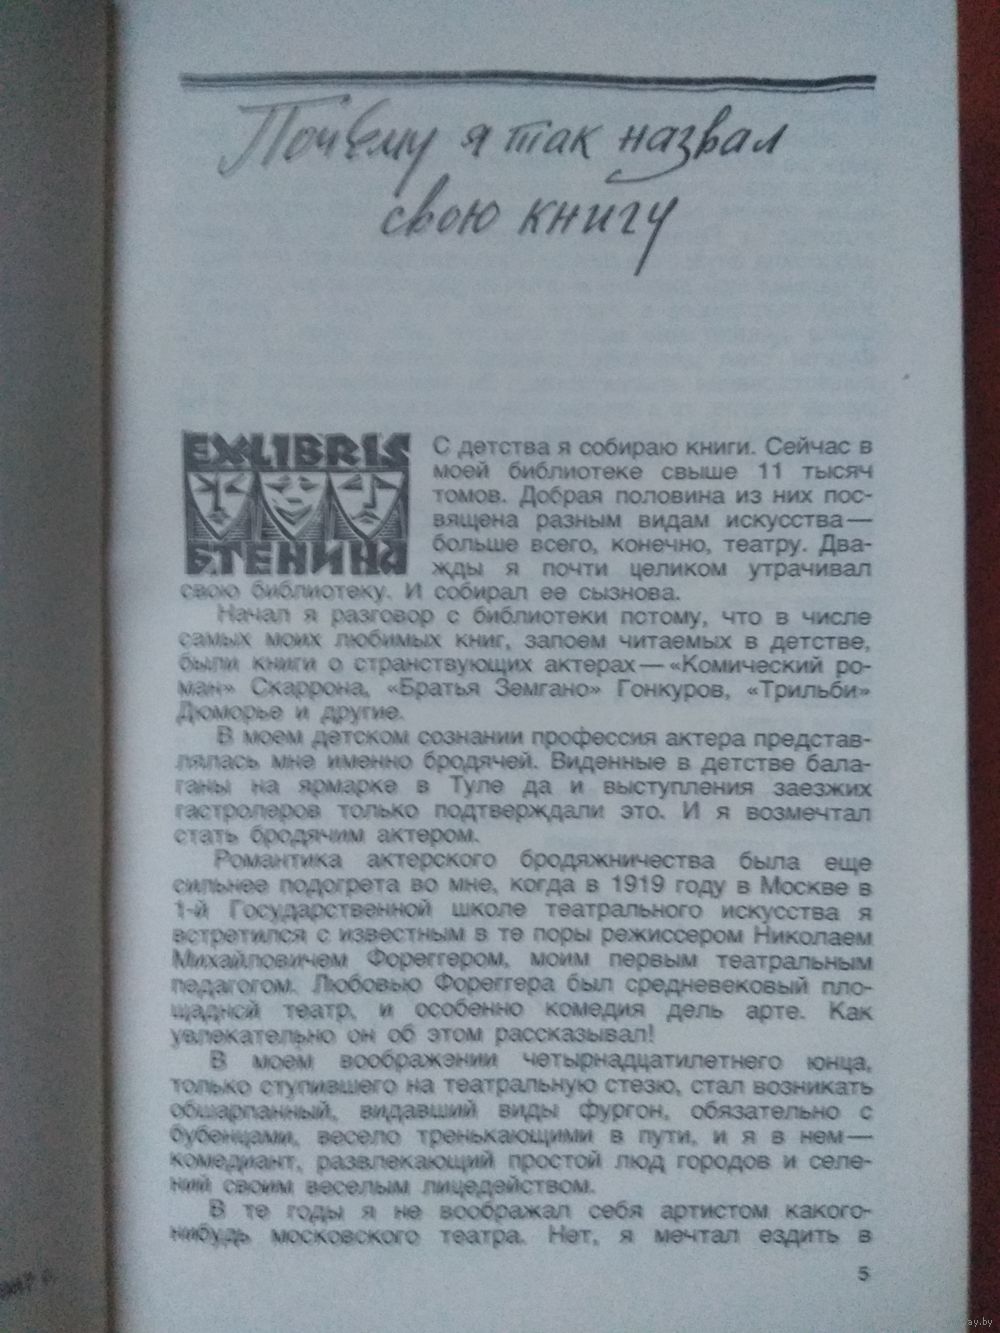 Почему я так назвал
свою книгу
EXLIBRIS
Б.ТЕНИНА
С детства я собираю книги. Сейчас в
моей библиотеке свыше 11 тысяч
томов. Добрая половина из них пос-
вящена разным видам искусства—
больше всего, конечно, театру. Два-
жды я почти целиком утрачивал
свою библиотеку. И собирал ее сызнова.
Начал я разговор с библиотеки потому, что в числе
самых моих любимых книг, запоем читаемых в детстве,
были книги о странствующих актерах—«Комический ро-
ман» Скаррона, «Братья Земгано» Гонкуров, «Трильби»
Дюморье и другие.
В моем детском сознании профессия актера представ-
лялась мне именно бродячей. Виденные в детстве бала-
ганы на ярмарке в Туле да и выступления заезжих
гастролеров только подтверждали это. И я возмечтал
стать бродячим актером.
Романтика актерского бродяжничества была еще
сильнее подогрета во мне, когда в 1919 году в Москве в
1-й Государственной школе театрального искусства я
встретился с известным в те поры режиссером Николаем
Михайловичем Фореггером, моим первым театральным
педагогом. Любовью Фореггера был средневековый пло-
щадной театр, и особенно комедия дель арте. Как
увлекательно он об этом рассказывал!
В моем воображении четырнадцатилетнего юнца,
только ступившего на театральную стезю, стал возникать
обшарпанный, видавший виды фургон, обязательно с
бубенцами, весело тренькающими в пути, и я в нем—
комедиант, развлекающий простой люд городов и селе-
ний своим веселым лицедейством.
В те годы я не воображал себя артистом какого-
нибудь московского театра. Нет, я мечтал ездить в
5